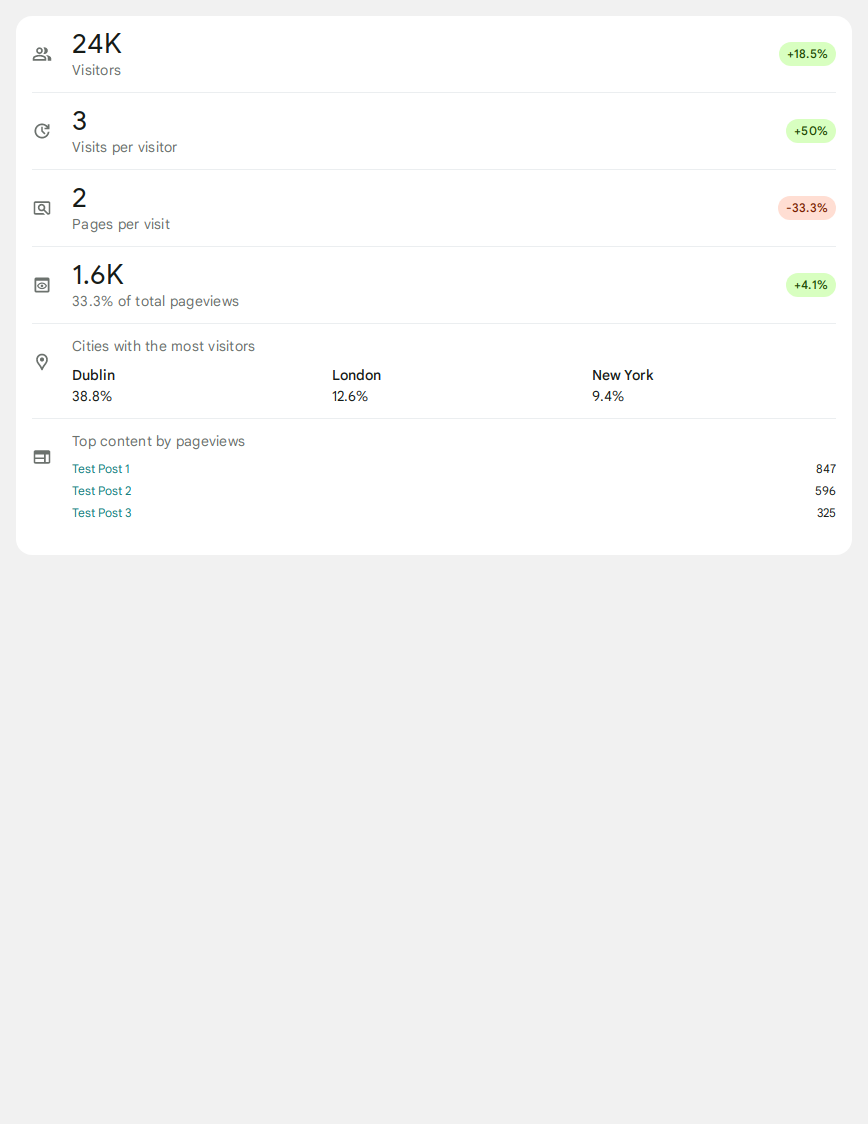 24K
Visitors
+18.5%
3
Visits per visitor
+50%
2
Pages per visit
-33.3%
1.6K
33.3% of total pageviews
+4.1%
Cities with the most visitors
Dublin London New York
38.8% 12.6% 9.4%
Top content by pageviews
Test Post 1 847
Test Post 2 596
Test Post 3 325